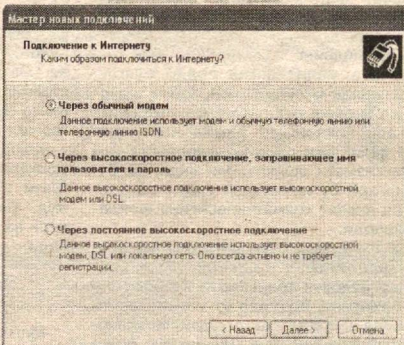 Мастер новых подключений
Подключение к Интернету
Каким образом подключиться к Интернету?
Через обычный модем
Данное подключение использует модем и обычную телефонную линию или
телефонную линию ISDN.
Через высокоскоростное подключение, запрашивающее имя
пользователя и пароль
Данное высокоскоростное подключение использует высокоскоростной
модем или DSL.
Через постоянное высокоскоростное подключение
Данное высокоскоростное подключение использует высокоскоростной
модем, DSL или локальную сеть. Оно всегда активно и не требует
регистрации.
< Назад Далее > Отмена